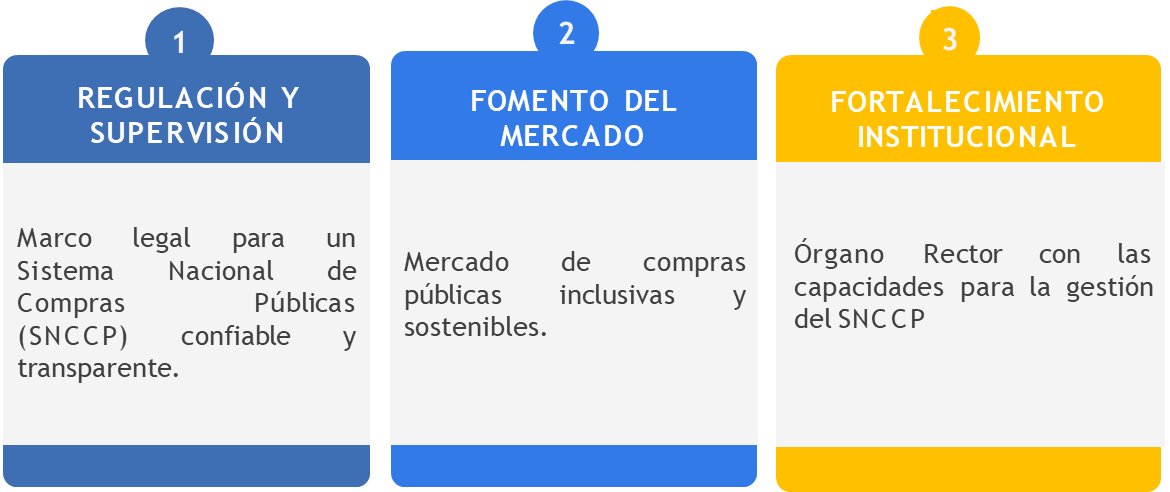 1
REGULACIÓN Y
SUPERVISIÓN
Marco legal para un
Sistema Nacional de
Compras Públicas
(SNCCP) confiable y
transparente.
2
FOMENTO DEL
MERCADO
Mercado de compras
públicas inclusivas y
sostenibles.
3
FORTALECIMIENTO
INSTITUCIONAL
Órgano Rector con las
capacidades para la gestión
del SNCCP